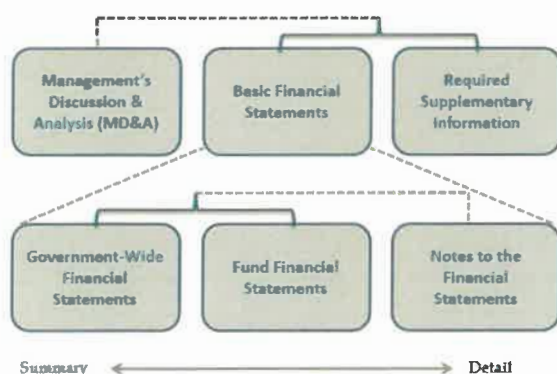 Management's
Discussion &
Analysis (MD&A)
Basic Financial
Statements
Required
Supplementary
Information
Government-Wide
Financial
Statements
Fund Financial
Statements
Notes to the
Financial
Statements
Summary
Detail